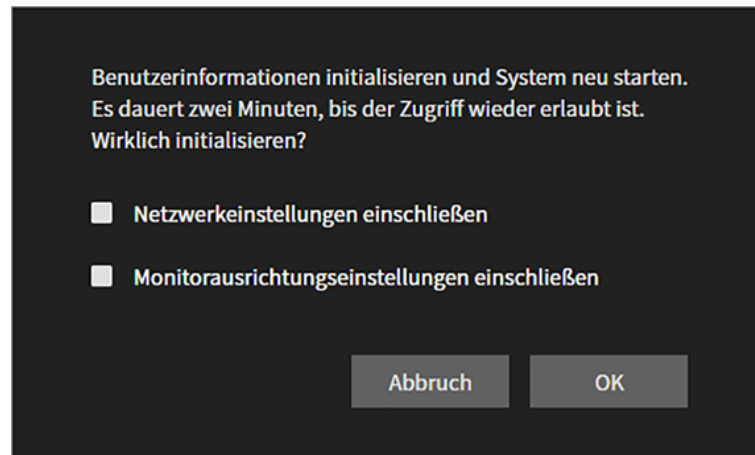 Benutzerinformationen initialisieren und System neu starten.
Es dauert zwei Minuten, bis der Zugriff wieder erlaubt ist.
Wirklich initialisieren?
Netzwerkeinstellungen einschließen
Monitorausrichtungseinstellungen einschließen
Abbruch
OK